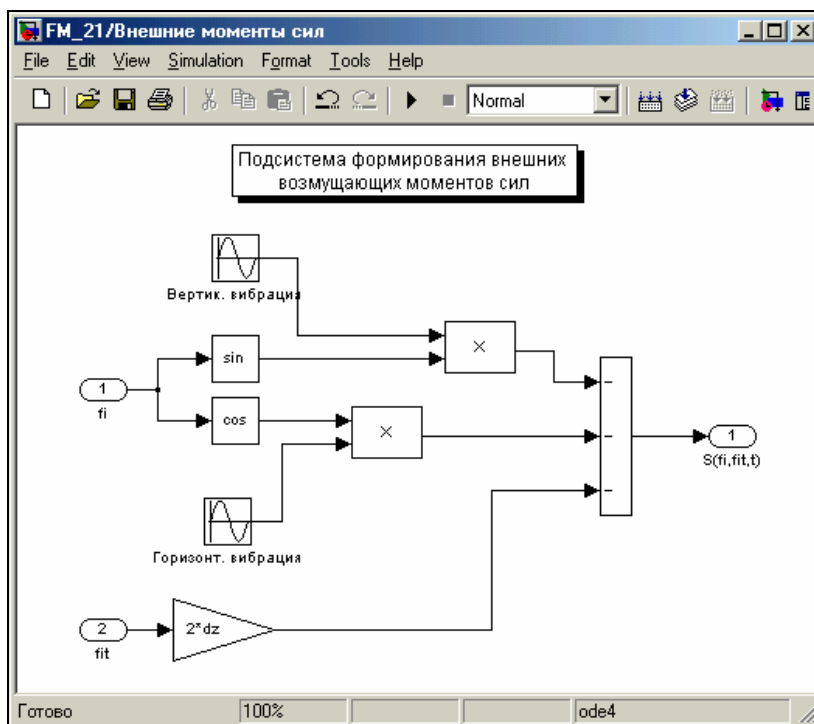 FM_21/Внешние моменты сил
File Edit View Simulation Format Tools Help
Normal
Подсистема формирования внешних
возмущающих моментов сил
Вертик. вибрация
×
sin
1
fi
cos
×
−
−
−
1
S(fi,fit,t)
Горизонт. вибрация
2
fit
2*dz
Готово 100% ode4